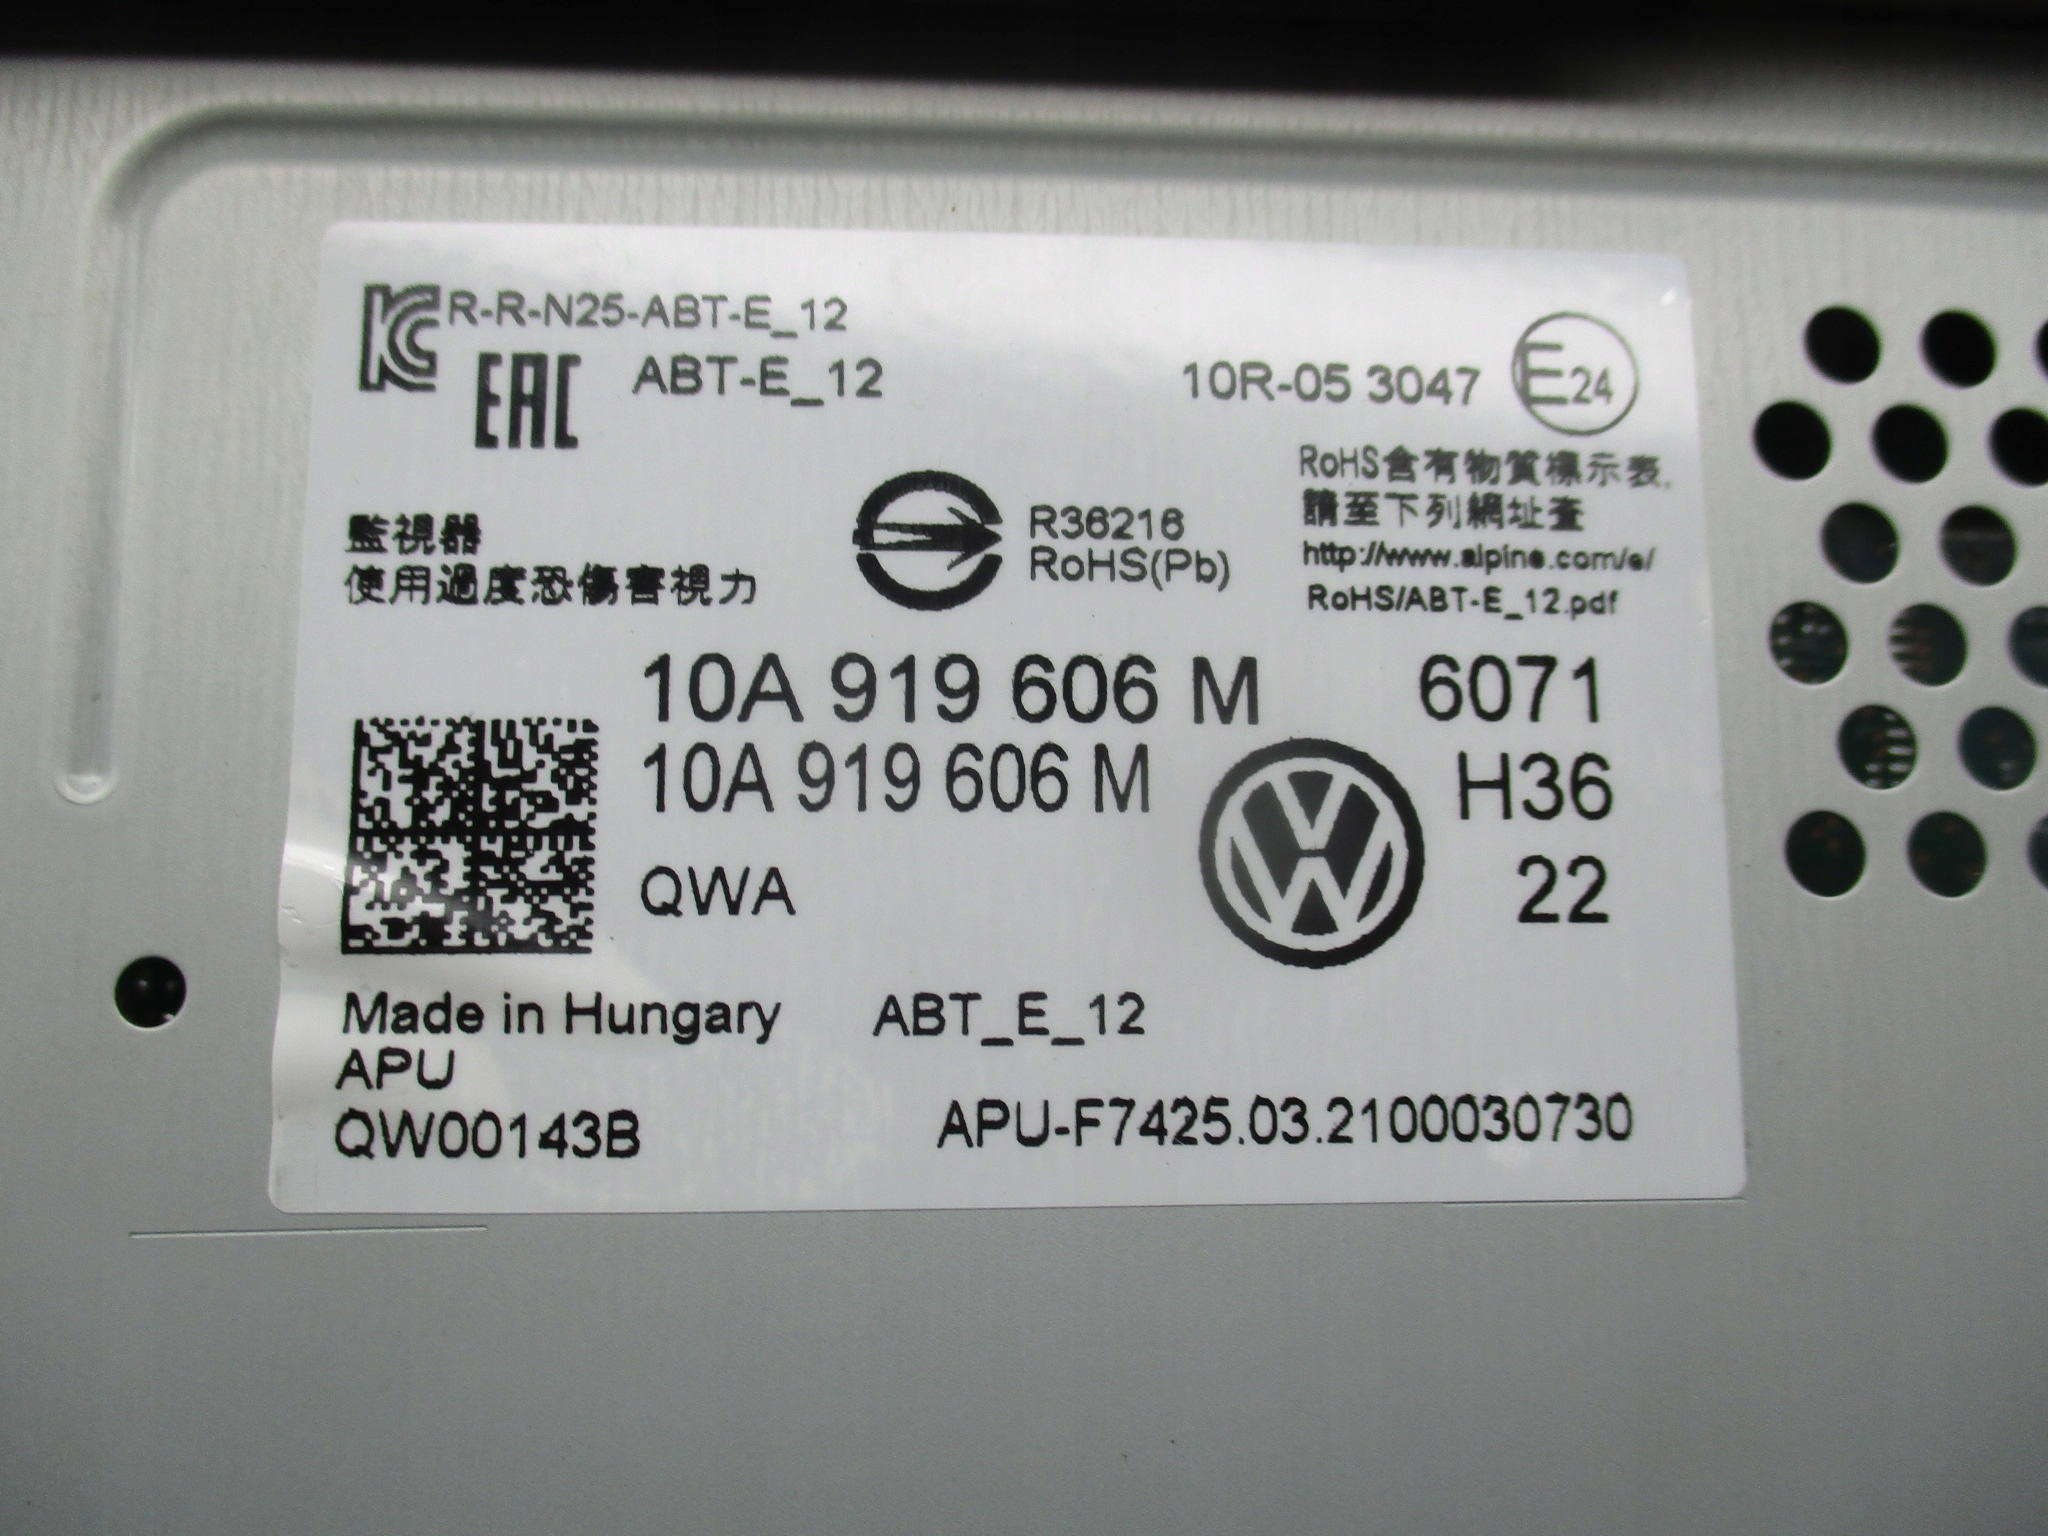 R-R-N25-ABT-E_12
EAC ABT-E_12
10R-05 3047 E24
RoHS含有物質標示表,
請至下列網址查
http://www.alpine.com/e/
RoHS/ABT-E_12.pdf
監視器
使用過度恐傷害視力
R36216
RoHS(Pb)
10A 919 606 M 6071
10A 919 606 M H36
QWA 22
Made in Hungary ABT_E_12
APU
QW00143B APU-F7425.03.2100030730